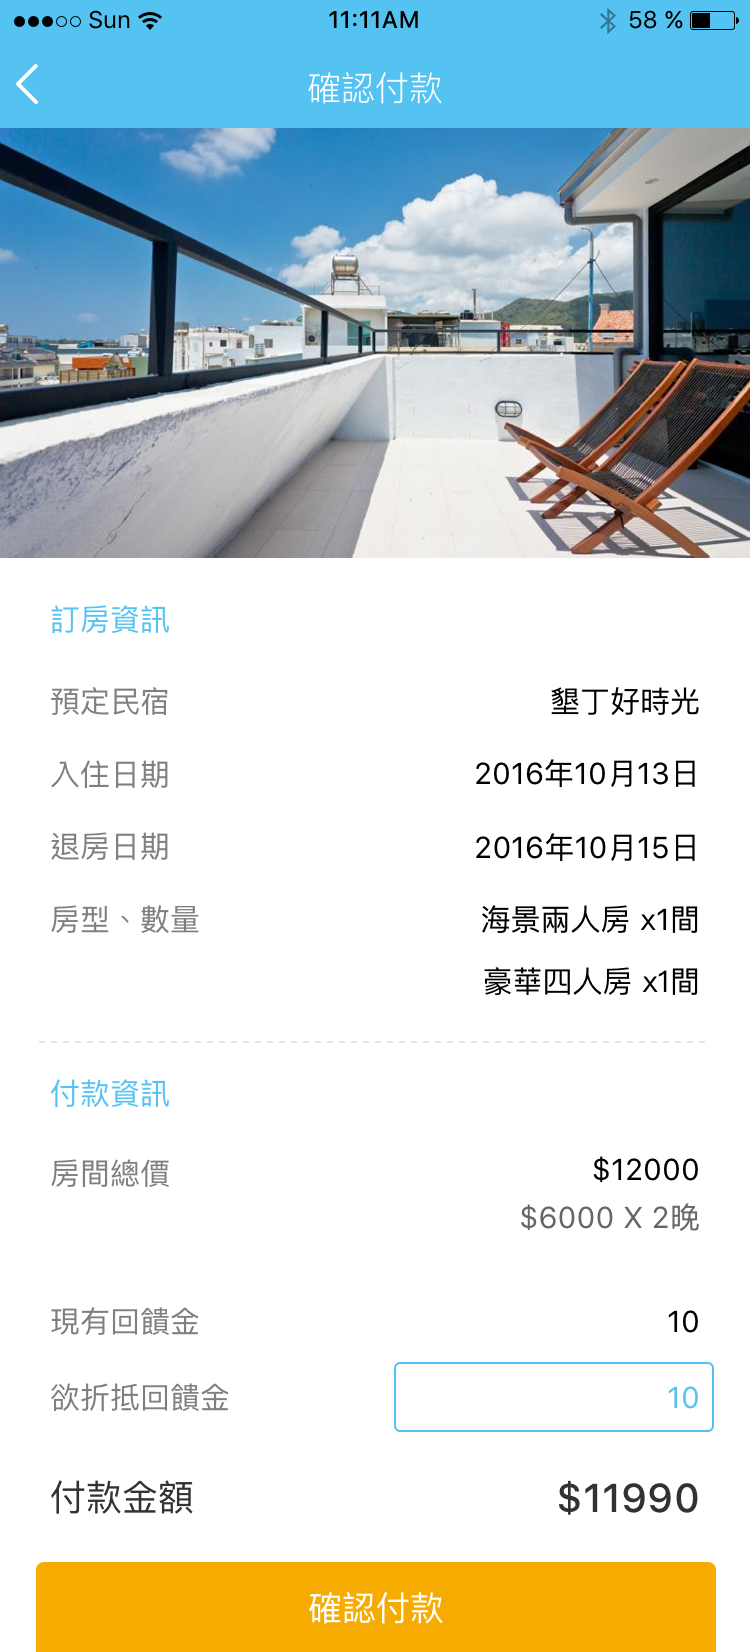 Sun 11:11AM 58 %
確認付款
訂房資訊
預定民宿 墾丁好時光
入住日期 2016年10月13日
退房日期 2016年10月15日
房型、數量 海景兩人房 x1間
豪華四人房 x1間
付款資訊
房間總價 $12000
$6000 X 2晚
現有回饋金 10
欲折抵回饋金 10
付款金額 $11990
確認付款